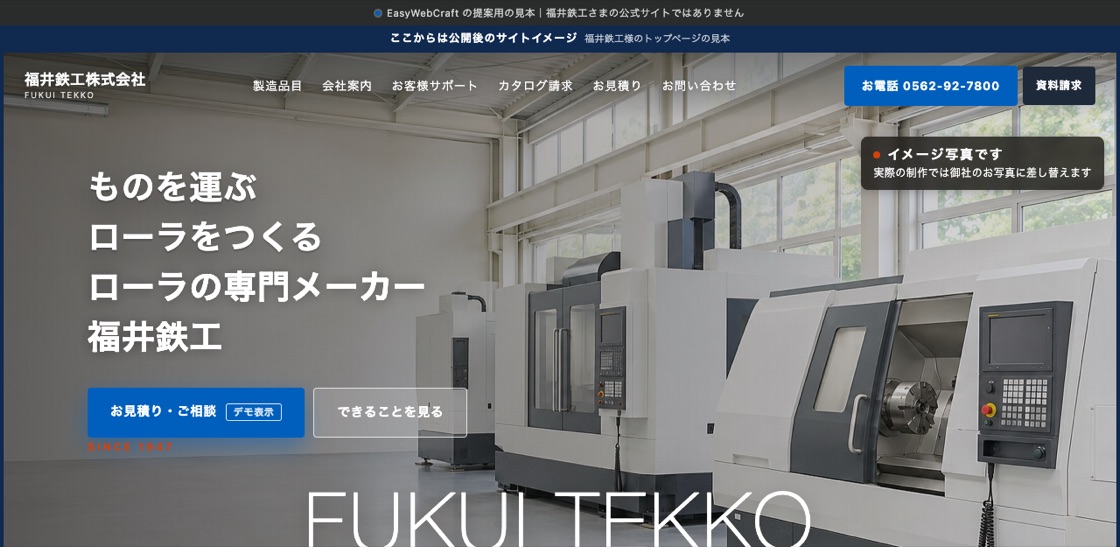 EasyWebCraft の提案用の見本｜福井鉄工さまの公式サイトではありません
ここからは公開後のサイトイメージ 福井鉄工様のトップページの見本
福井鉄工株式会社
FUKUI TEKKO
製造品目 会社案内 お客様サポート カタログ請求 お見積り お問い合わせ
お電話 0562-92-7800
資料請求
イメージ写真です
実際の制作では御社のお写真に差し替えます
ものを運ぶ
ローラをつくる
ローラの専門メーカー
福井鉄工
お見積り・ご相談 デモ表示
できることを見る
FUKUI TEKKO